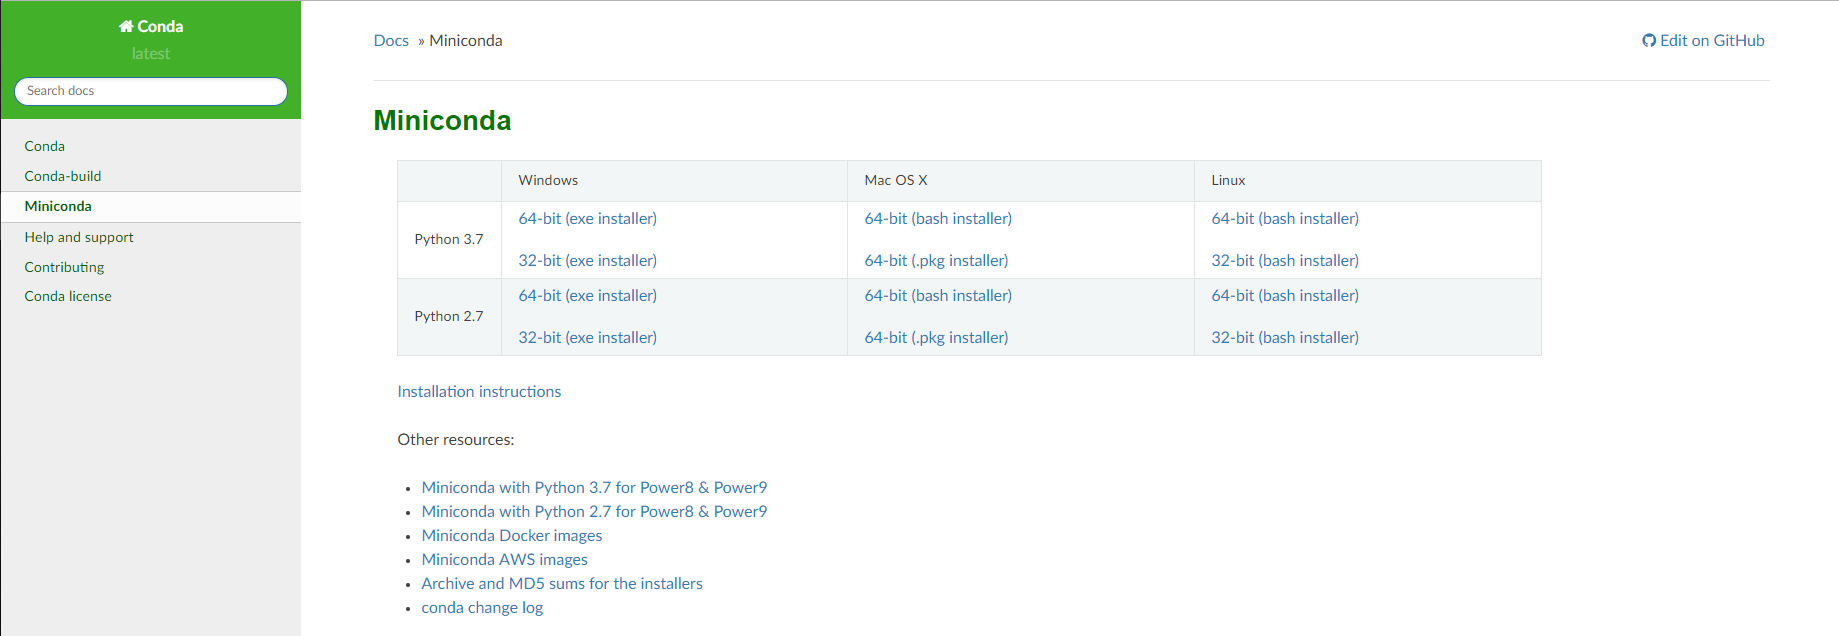 Conda
latest
Search docs
Conda
Conda-build
Miniconda
Help and support
Contributing
Conda license
Docs » Miniconda
Edit on GitHub
Miniconda
Windows Mac OS X Linux
Python 3.7
64-bit (exe installer) 64-bit (bash installer) 64-bit (bash installer)
32-bit (exe installer) 64-bit (.pkg installer) 32-bit (bash installer)
Python 2.7
64-bit (exe installer) 64-bit (bash installer) 64-bit (bash installer)
32-bit (exe installer) 64-bit (.pkg installer) 32-bit (bash installer)
Installation instructions
Other resources:
• Miniconda with Python 3.7 for Power8 & Power9
• Miniconda with Python 2.7 for Power8 & Power9
• Miniconda Docker images
• Miniconda AWS images
• Archive and MD5 sums for the installers
• conda change log